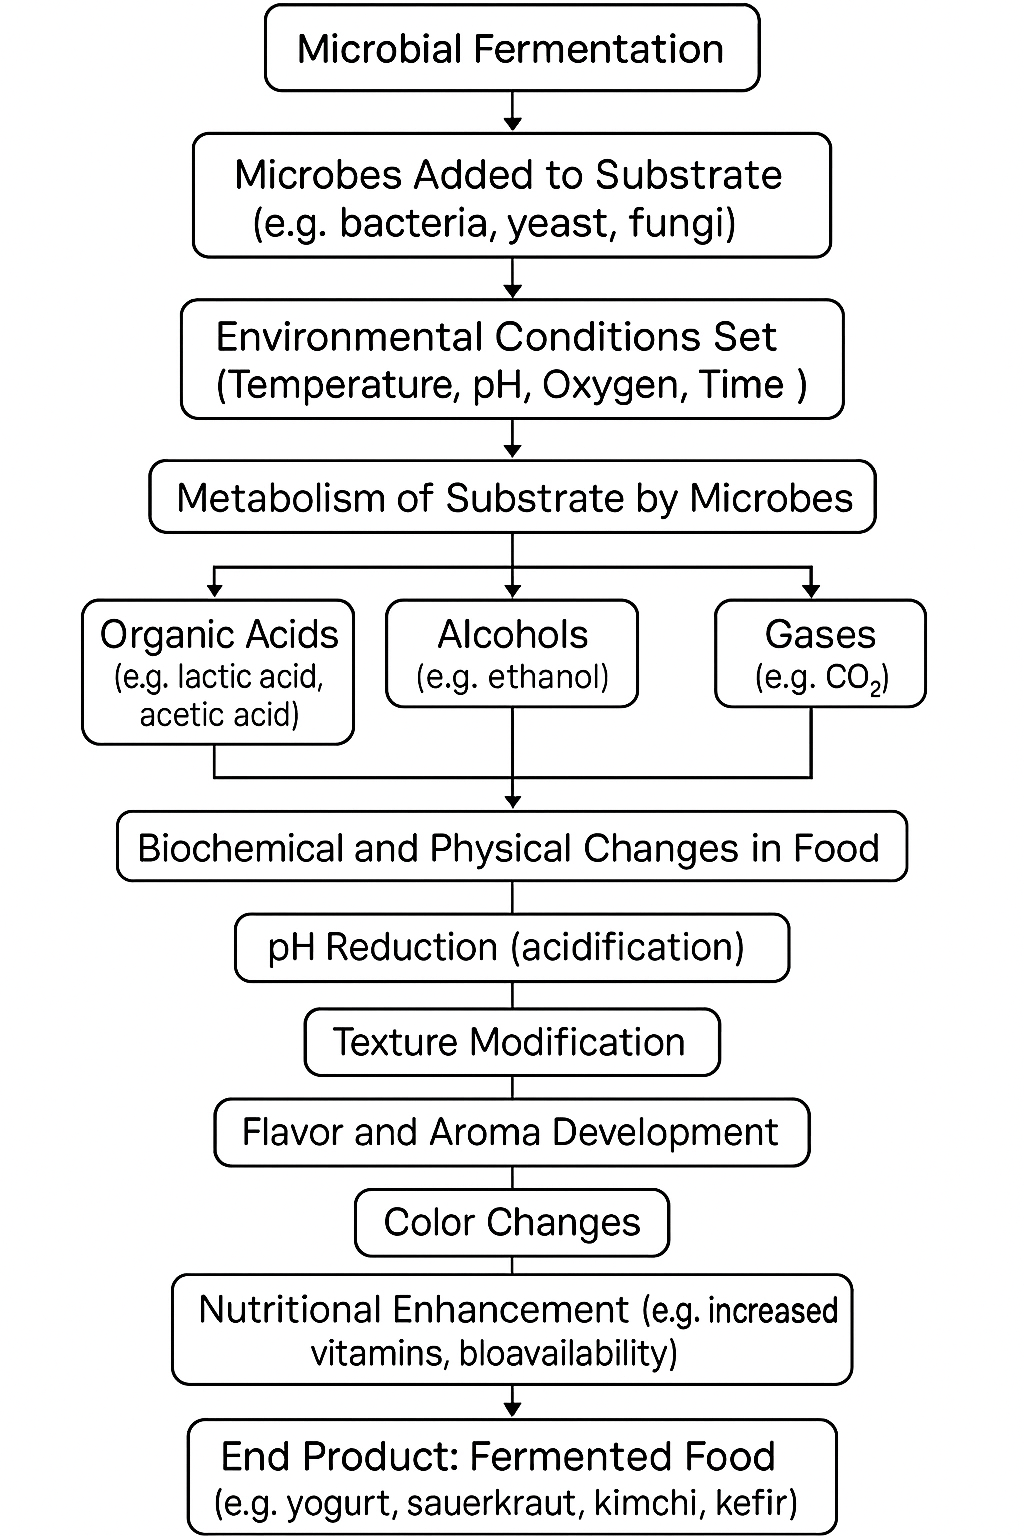 Microbial Fermentation
Microbes Added to Substrate
(e.g. bacteria, yeast, fungi)
Environmental Conditions Set
(Temperature, pH, Oxygen, Time )
Metabolism of Substrate by Microbes
Organic Acids
(e.g. lactic acid,
acetic acid)
Alcohols
(e.g. ethanol)
Gases
(e.g. CO₂)
Biochemical and Physical Changes in Food
pH Reduction (acidification)
Texture Modification
Flavor and Aroma Development
Color Changes
Nutritional Enhancement (e.g. increased
vitamins, bloavailability)
End Product: Fermented Food
(e.g. yogurt, sauerkraut, kimchi, kefir)